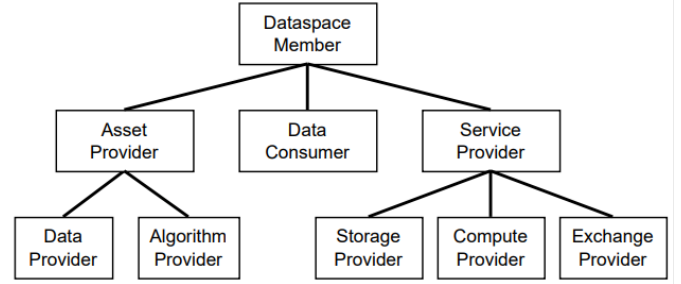 Dataspace
Member
Asset
Provider
Data
Consumer
Service
Provider
Data
Provider
Algorithm
Provider
Storage
Provider
Compute
Provider
Exchange
Provider